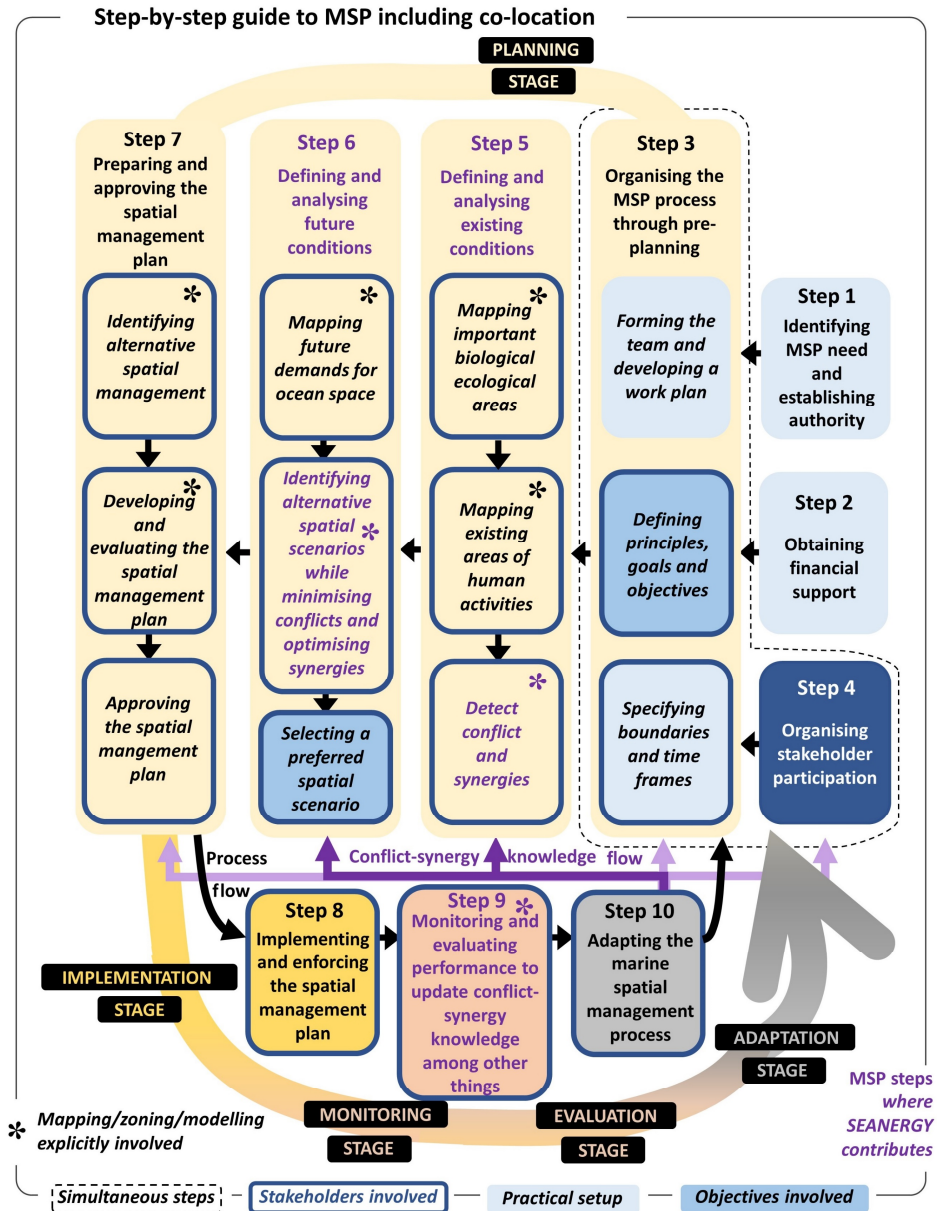 Step-by-step guide to MSP including co-location
PLANNING
STAGE
Step 7
Preparing and
approving the
spatial
management
plan
*
Identifying
alternative
spatial
management
*
Developing
and
evaluating the
spatial
management
plan
Approving
the spatial
mangement
plan
Step 6
Defining and
analysing
future
conditions
*
Mapping
future
demands for
ocean space
Identifying
alternative
spatial
*
scenarios
while
minimising
conflicts and
optimising
synergies
Selecting a
preferred
spatial
scenario
Step 5
Defining and
analysing
existing
conditions
*
Mapping
important
biological
ecological
areas
*
Mapping
existing
areas of
human
activities
*
Detect
conflict
and
synergies
Step 3
Organising the
MSP process
through pre-
planning
Forming the
team and
developing a
work plan
Defining
principles,
goals and
objectives
Specifying
boundaries
and time
frames
Step 1
Identifying
MSP need
and
establishing
authority
Step 2
Obtaining
financial
support
Step 4
Organising
stakeholder
participation
Process
flow
Conflict-synergy knowledge flow
Step 8
Implementing
and enforcing
the spatial
management
plan
Step 9 *
Monitoring and
evaluating
performance to
update conflict-
synergy
knowledge
among other
things
Step 10
Adapting the
marine
spatial
management
process
IMPLEMENTATION
STAGE
MONITORING
STAGE
EVALUATION
STAGE
ADAPTATION
STAGE
MSP steps
where
SEANERGY
contributes
* Mapping/zoning/modelling
explicitly involved
Simultaneous steps
Stakeholders involved
Practical setup
Objectives involved